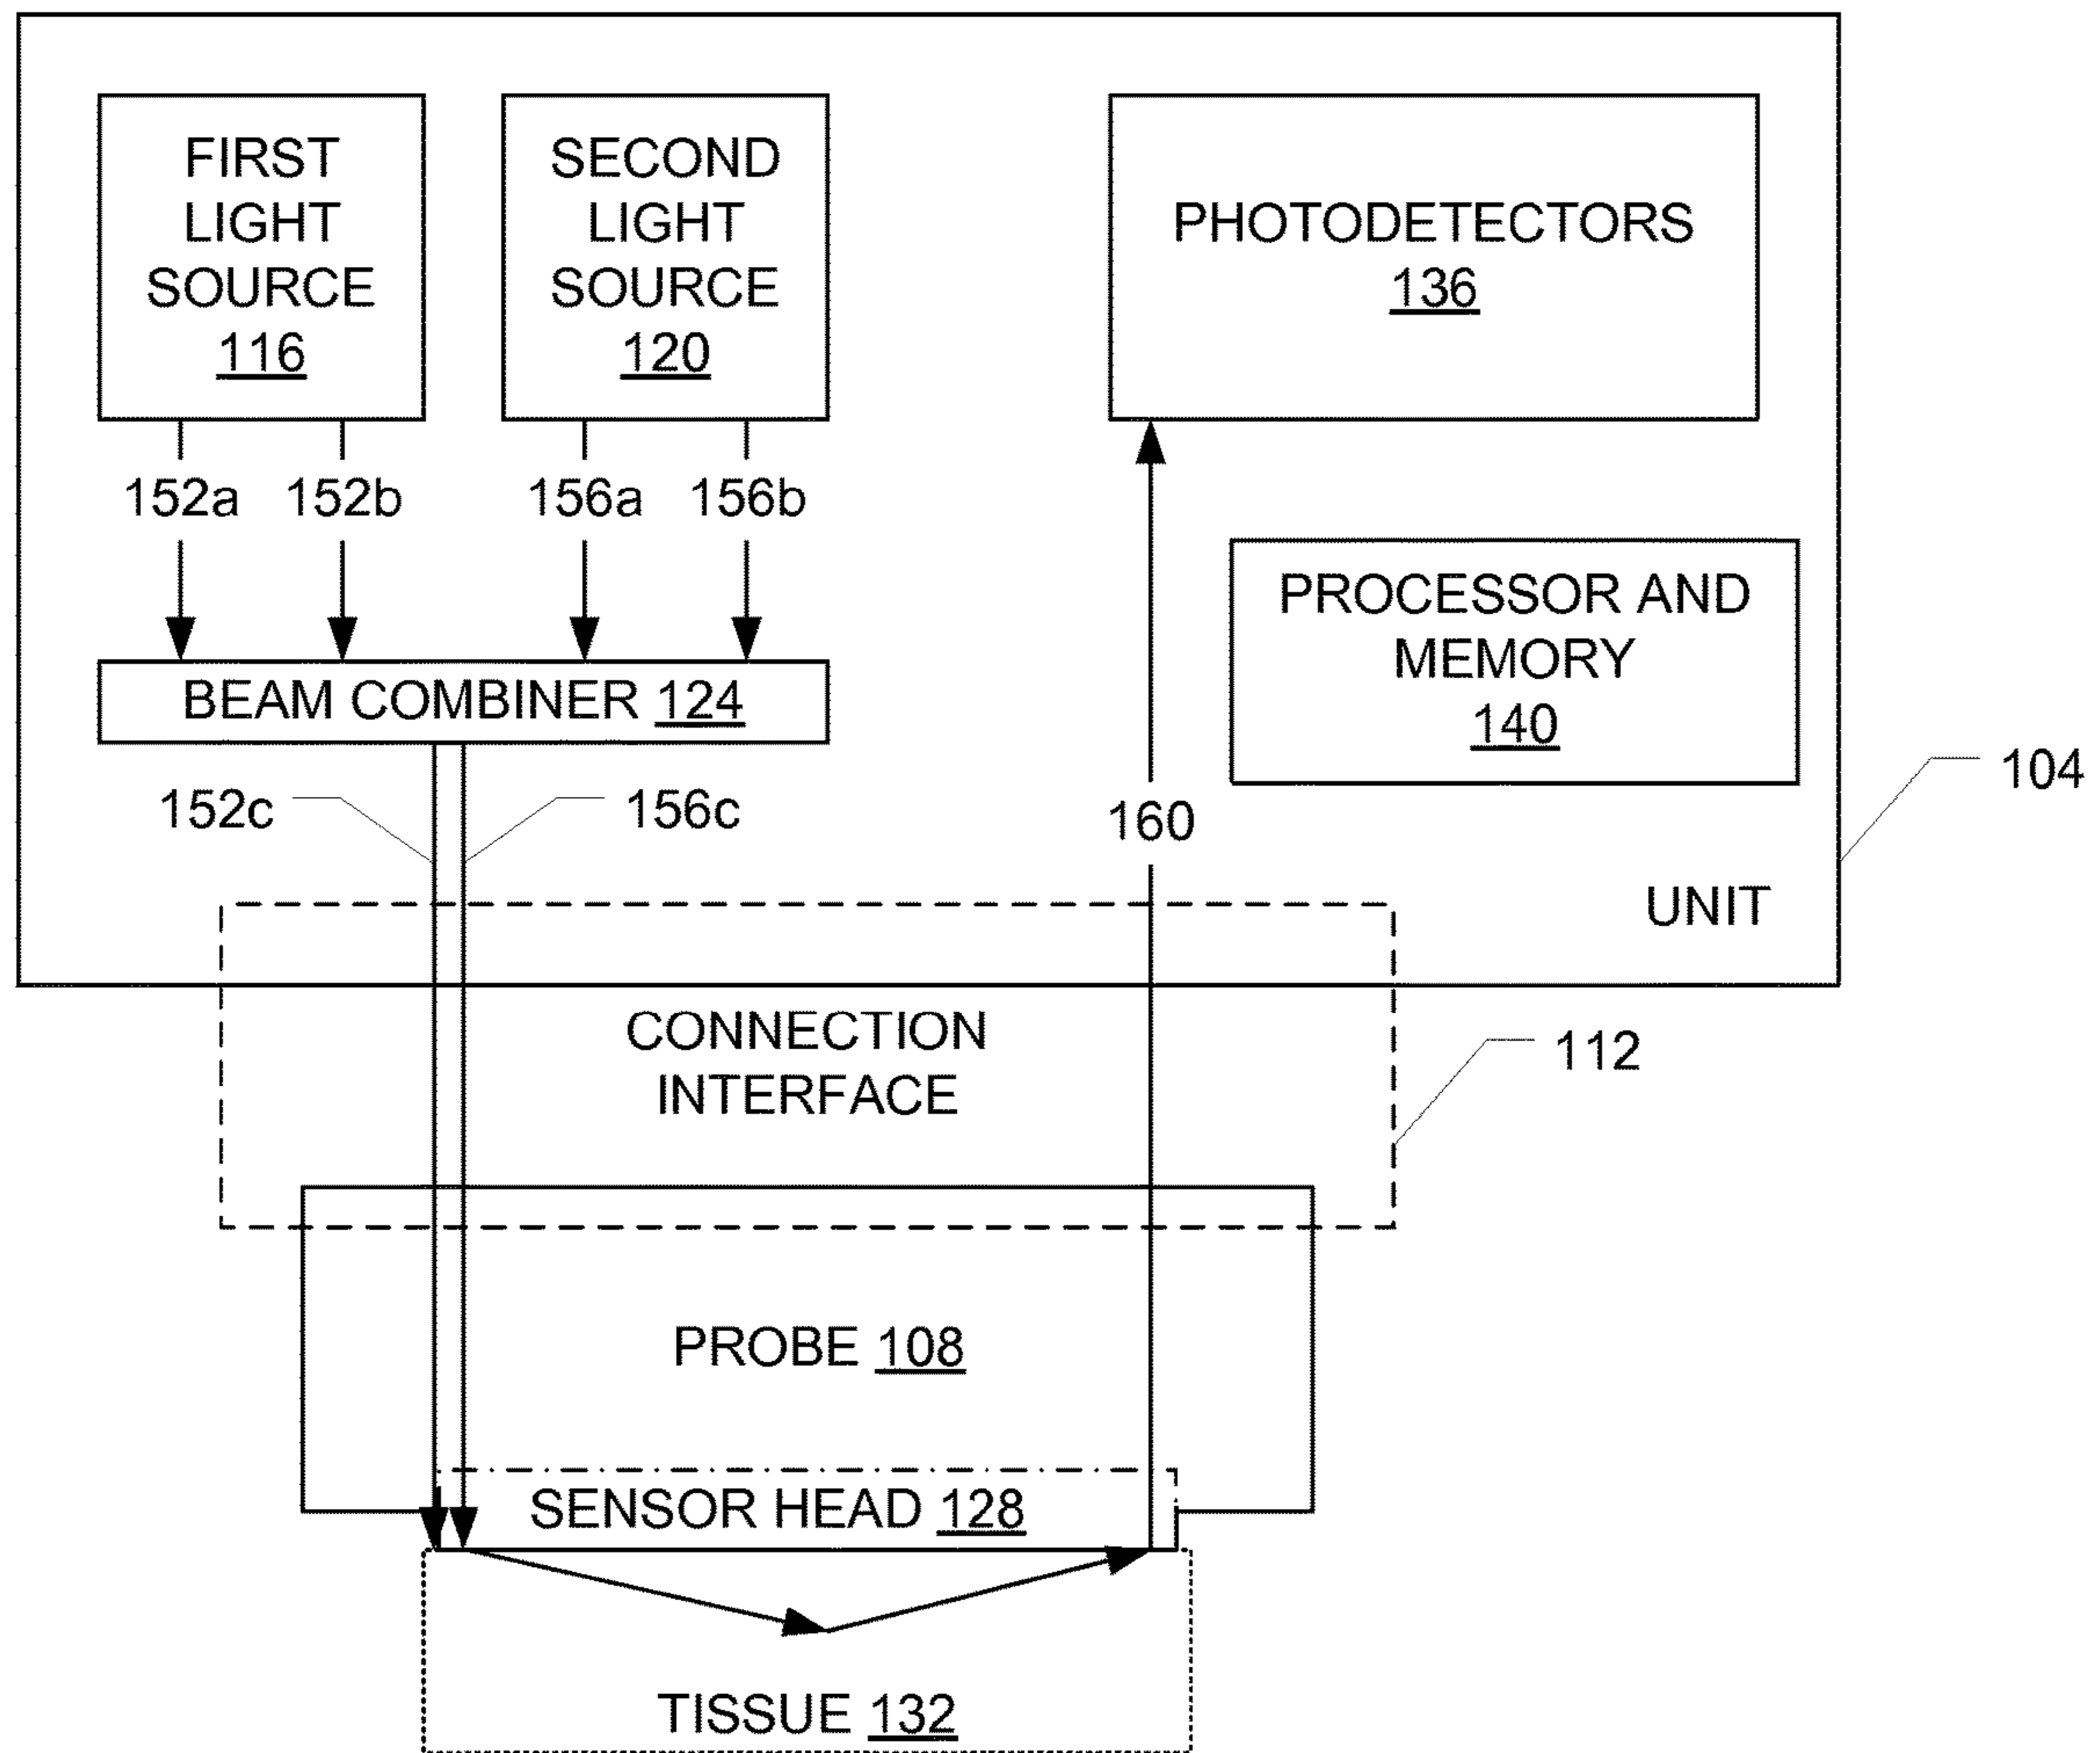 FIRST
LIGHT
SOURCE
116
SECOND
LIGHT
SOURCE
120
PHOTODETECTORS
136
152a
152b
156a
156b
PROCESSOR AND
MEMORY
140
BEAM COMBINER 124
104
152c
156c
160
UNIT
CONNECTION
INTERFACE
112
PROBE 108
SENSOR HEAD 128
TISSUE 132